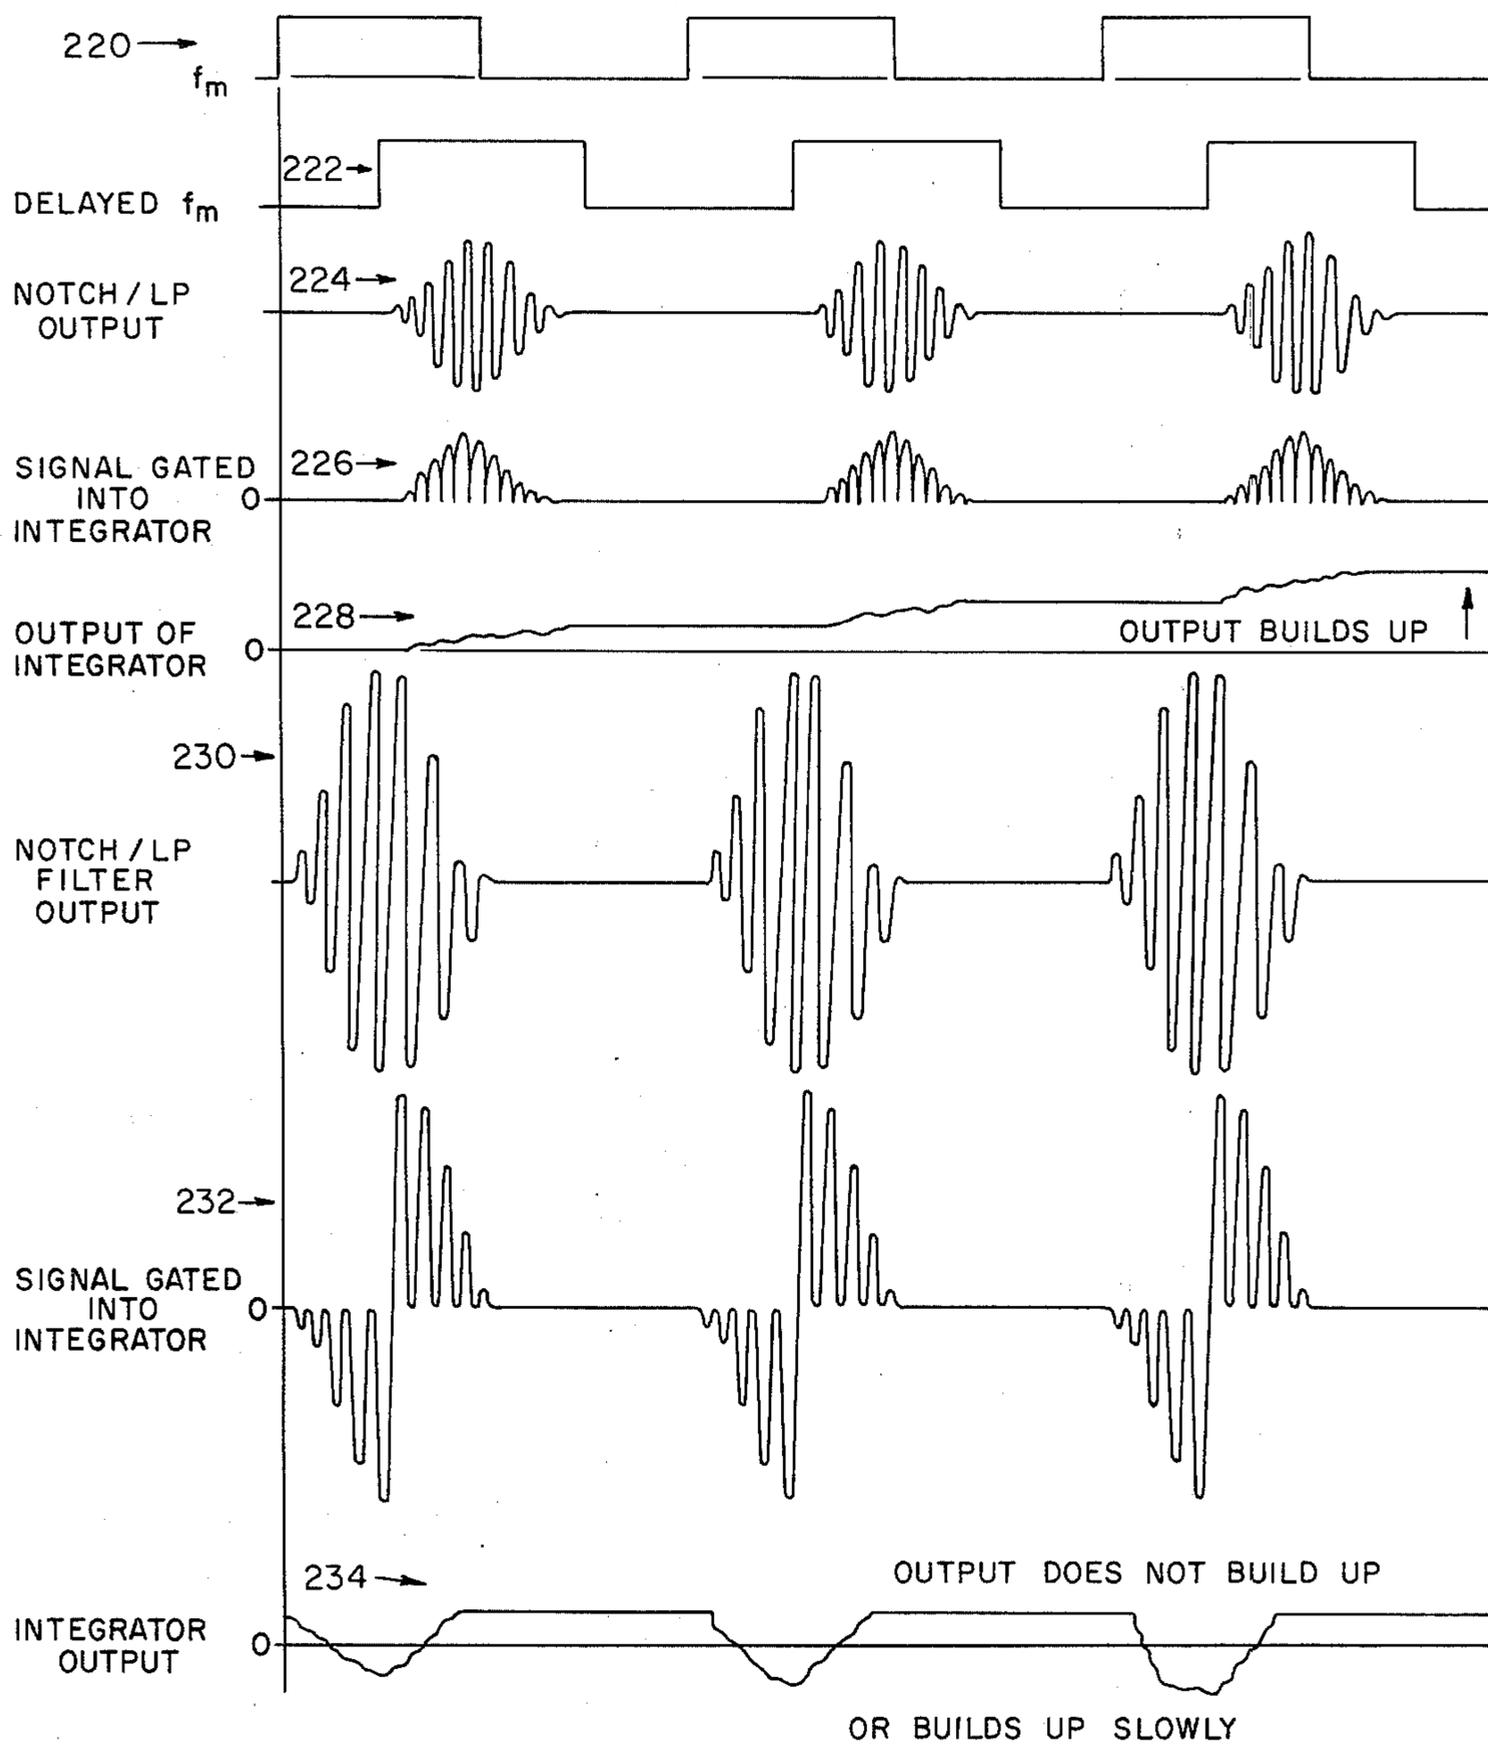 220
fm
222
DELAYED fm
224
NOTCH / LP
OUTPUT
226
SIGNAL GATED
INTO
INTEGRATOR
0
228
OUTPUT BUILDS UP
OUTPUT OF
INTEGRATOR
0
230
NOTCH / LP
FILTER
OUTPUT
232
SIGNAL GATED
INTO
INTEGRATOR
0
234
OUTPUT DOES NOT BUILD UP
INTEGRATOR
OUTPUT
0
OR BUILDS UP SLOWLY